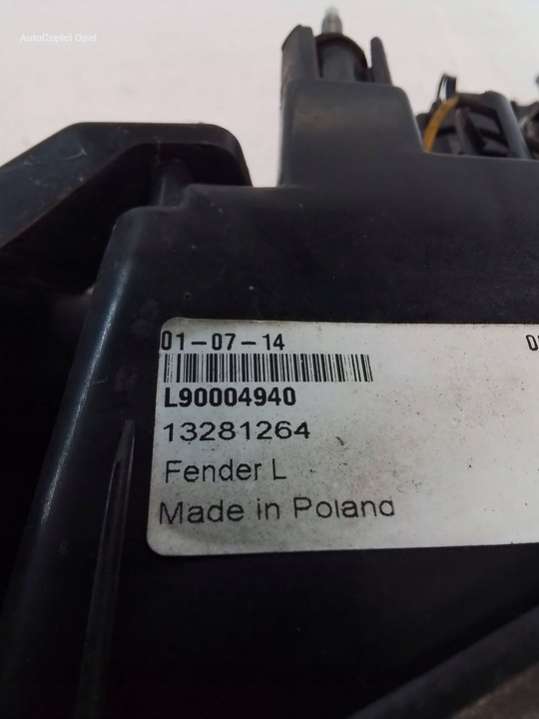 AutoCzęści Opel
01-07-14
L90004940
13281264
Fender L
Made in Poland